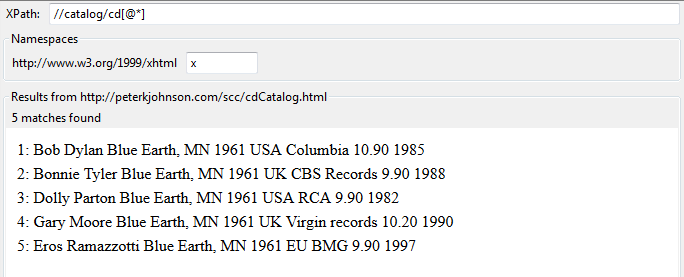 XPath: //catalog/cd[@*]
Namespaces
http://www.w3.org/1999/xhtml x
Results from http://peterkjohnson.com/scc/cdCatalog.html
5 matches found
1: Bob Dylan Blue Earth, MN 1961 USA Columbia 10.90 1985
2: Bonnie Tyler Blue Earth, MN 1961 UK CBS Records 9.90 1988
3: Dolly Parton Blue Earth, MN 1961 USA RCA 9.90 1982
4: Gary Moore Blue Earth, MN 1961 UK Virgin records 10.20 1990
5: Eros Ramazzotti Blue Earth, MN 1961 EU BMG 9.90 1997